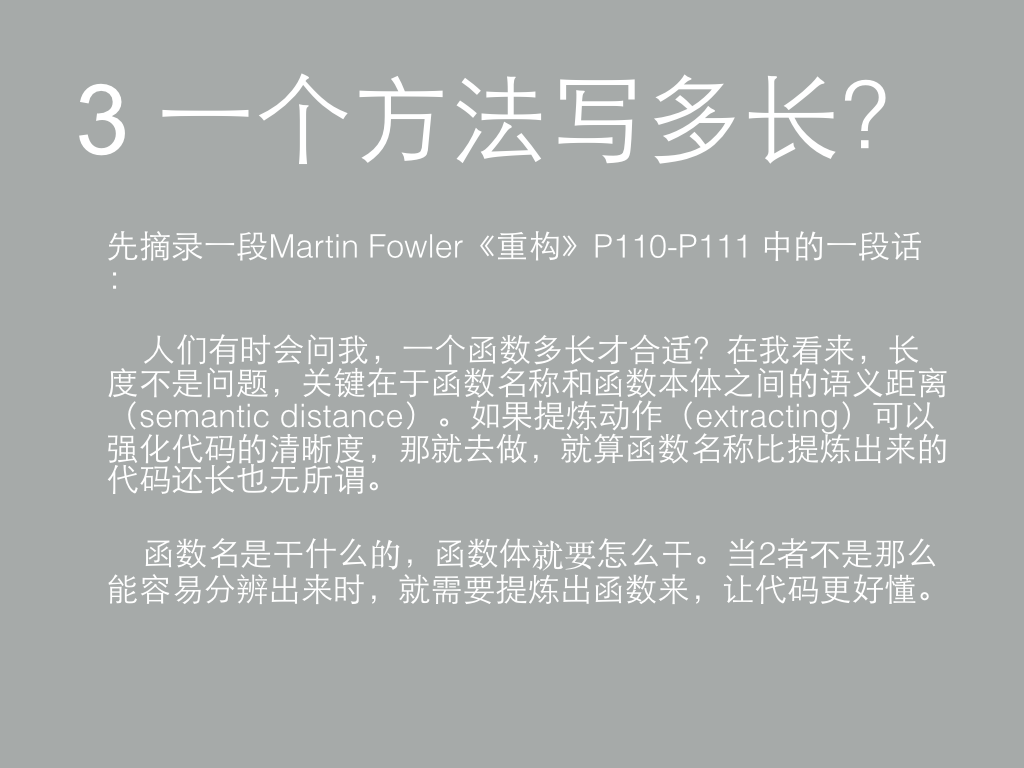 3 一个方法写多长？
先摘录一段Martin Fowler《重构》P110-P111 中的一段话
：
人们有时会问我，一个函数多长才合适？在我看来，长
度不是问题，关键在于函数名称和函数本体之间的语义距离
（semantic distance）。如果提炼动作（extracting）可以
强化代码的清晰度，那就去做，就算函数名称比提炼出来的
代码还长也无所谓。
函数名是干什么的，函数体就要怎么干。当2者不是那么
能容易分辨出来时，就需要提炼出函数来，让代码更好懂。